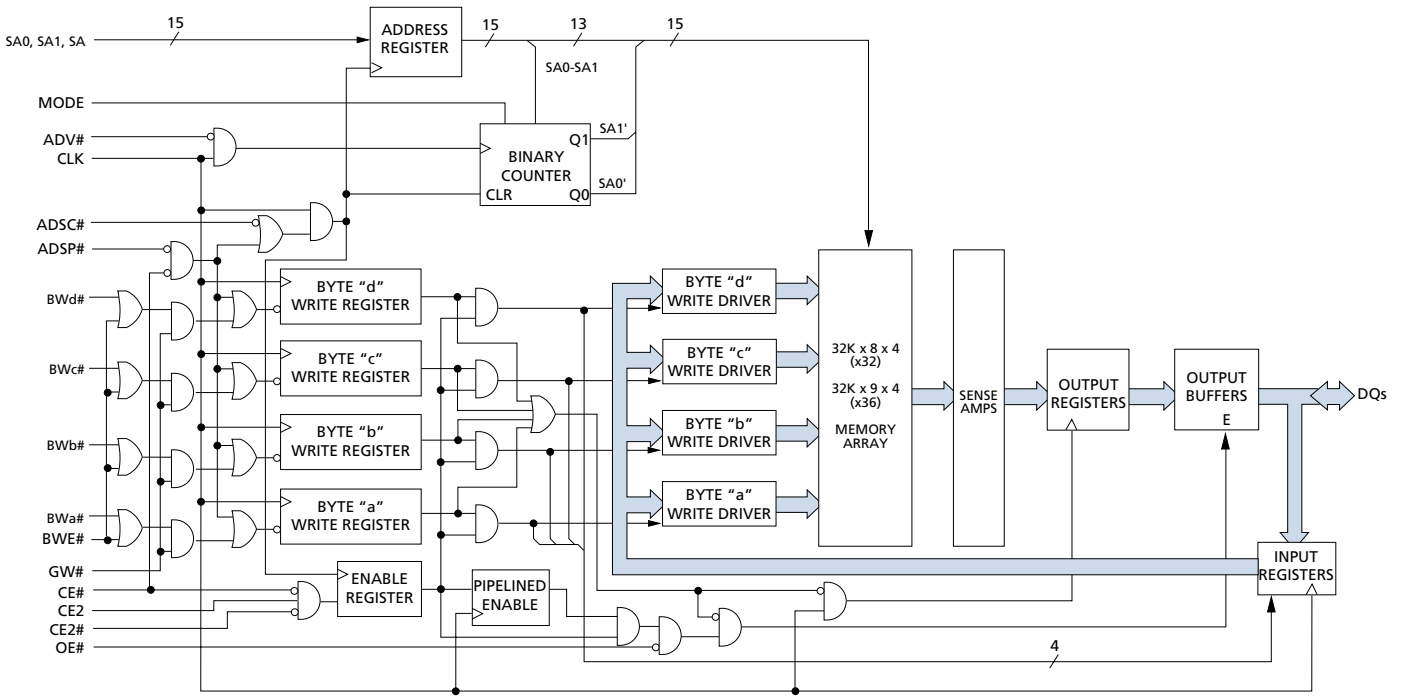 15
SA0, SA1, SA
ADDRESS
REGISTER
15
13
15
SA0-SA1
MODE
ADV#
CLK
BINARY
COUNTER
CLR
Q1
Q0
SA1'
SA0'
ADSC#
ADSP#
BWd#
BYTE “d”
WRITE REGISTER
BYTE “d”
WRITE DRIVER
BWc#
BYTE “c”
WRITE REGISTER
BYTE “c”
WRITE DRIVER
BWb#
BYTE “b”
WRITE REGISTER
BYTE “b”
WRITE DRIVER
BWa#
BWE#
BYTE “a”
WRITE REGISTER
BYTE “a”
WRITE DRIVER
32K x 8 x 4
(x32)
32K x 9 x 4
(x36)
MEMORY
ARRAY
SENSE
AMPS
OUTPUT
REGISTERS
OUTPUT
BUFFERS
E
DQs
INPUT
REGISTERS
GW#
CE#
CE2
CE2#
OE#
ENABLE
REGISTER
PIPELINED
ENABLE
4